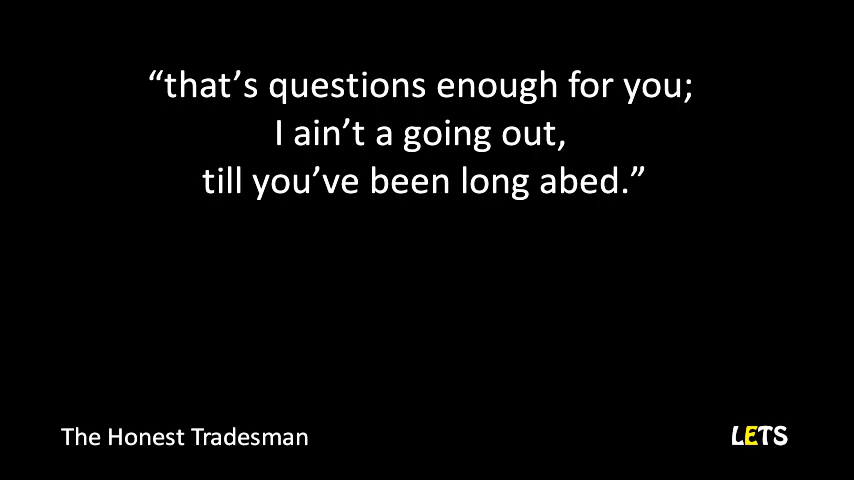 “that’s questions enough for you;
I ain’t a going out,
till you’ve been long abed.”
The Honest Tradesman
LETS